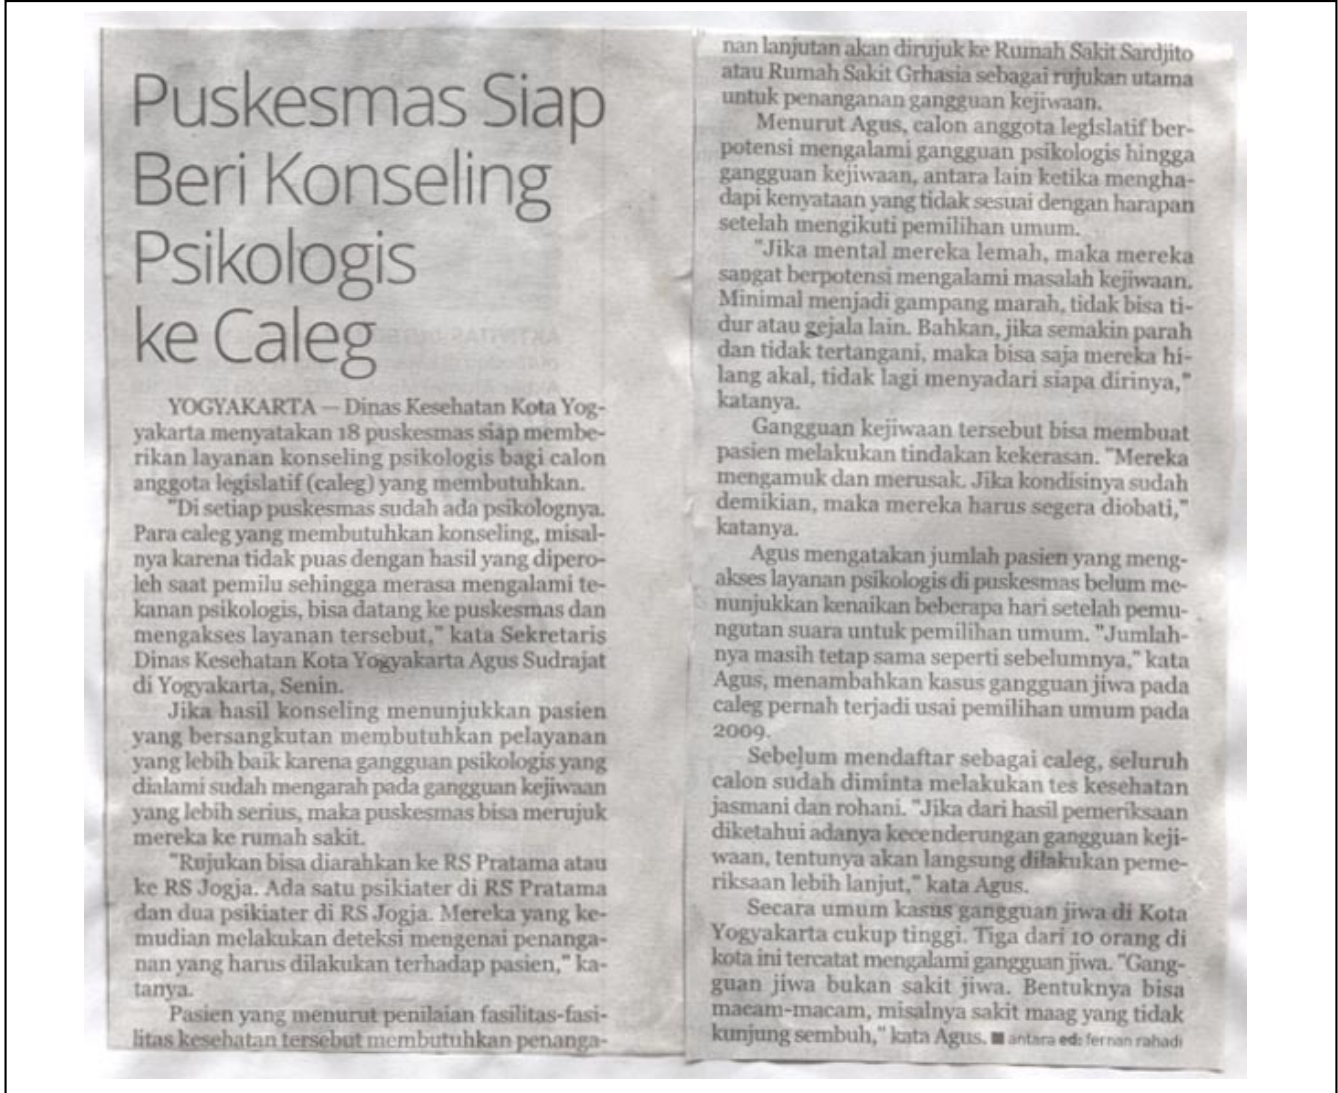 Puskesmas Siap
Beri Konseling
Psikologis
ke Caleg
YOGYAKARTA — Dinas Kesehatan Kota Yog-
yakarta menyatakan 18 puskesmas siap membe-
rikan layanan konseling psikologis bagi calon
anggota legislatif (caleg) yang membutuhkan.
"Di setiap puskesmas sudah ada psikolognya.
Para caleg yang membutuhkan konseling, misal-
nya karena tidak puas dengan hasil yang dipero-
leh saat pemilu sehingga merasa mengalami te-
kanan psikologis, bisa datang ke puskesmas dan
mengakses layanan tersebut," kata Sekretaris
Dinas Kesehatan Kota Yogyakarta Agus Sudrajat
di Yogyakarta, Senin.
Jika hasil konseling menunjukkan pasien
yang bersangkutan membutuhkan pelayanan
yang lebih baik karena gangguan psikologis yang
dialami sudah mengarah pada gangguan kejiwaan
yang lebih serius, maka puskesmas bisa merujuk
mereka ke rumah sakit.
"Rujukan bisa diarahkan ke RS Pratama atau
ke RS Jogja. Ada satu psikiater di RS Pratama
dan dua psikiater di RS Jogja. Mereka yang ke-
mudian melakukan deteksi mengenai penanga-
nan yang harus dilakukan terhadap pasien," ka-
tanya.
Pasien yang menurut penilaian fasilitas-fasi-
litas kesehatan tersebut membutuhkan penanga-
nan lanjutan akan dirujuk ke Rumah Sakit Sardjito
atau Rumah Sakit Grhasia sebagai rujukan utama
untuk penanganan gangguan kejiwaan.
Menurut Agus, calon anggota legislatif ber-
potensi mengalami gangguan psikologis hingga
gangguan kejiwaan, antara lain ketika mengha-
dapi kenyataan yang tidak sesuai dengan harapan
setelah mengikuti pemilihan umum.
"Jika mental mereka lemah, maka mereka
sangat berpotensi mengalami masalah kejiwaan.
Minimal menjadi gampang marah, tidak bisa ti-
dur atau gejala lain. Bahkan, jika semakin parah
dan tidak tertangani, maka bisa saja mereka hi-
lang akal, tidak lagi menyadari siapa dirinya,"
katanya.
Gangguan kejiwaan tersebut bisa membuat
pasien melakukan tindakan kekerasan. "Mereka
mengamuk dan merusak. Jika kondisinya sudah
demikian, maka mereka harus segera diobati,"
katanya.
Agus mengatakan jumlah pasien yang meng-
akses layanan psikologis di puskesmas belum me-
nunjukkan kenaikan beberapa hari setelah pemu-
ngutan suara untuk pemilihan umum. "Jumlah-
nya masih tetap sama seperti sebelumnya," kata
Agus, menambahkan kasus gangguan jiwa pada
caleg pernah terjadi usai pemilihan umum pada
2009.
Sebelum mendaftar sebagai caleg, seluruh
calon sudah diminta melakukan tes kesehatan
jasmani dan rohani. "Jika dari hasil pemeriksaan
diketahui adanya kecenderungan gangguan keji-
waan, tentunya akan langsung dilakukan peme-
riksaan lebih lanjut," kata Agus.
Secara umum kasus gangguan jiwa di Kota
Yogyakarta cukup tinggi. Tiga dari 10 orang di
kota ini tercatat mengalami gangguan jiwa. "Gang-
guan jiwa bukan sakit jiwa. Bentuknya bisa
macam-macam, misalnya sakit maag yang tidak
kunjung sembuh," kata Agus. ■ antara ed: fernan rahadi